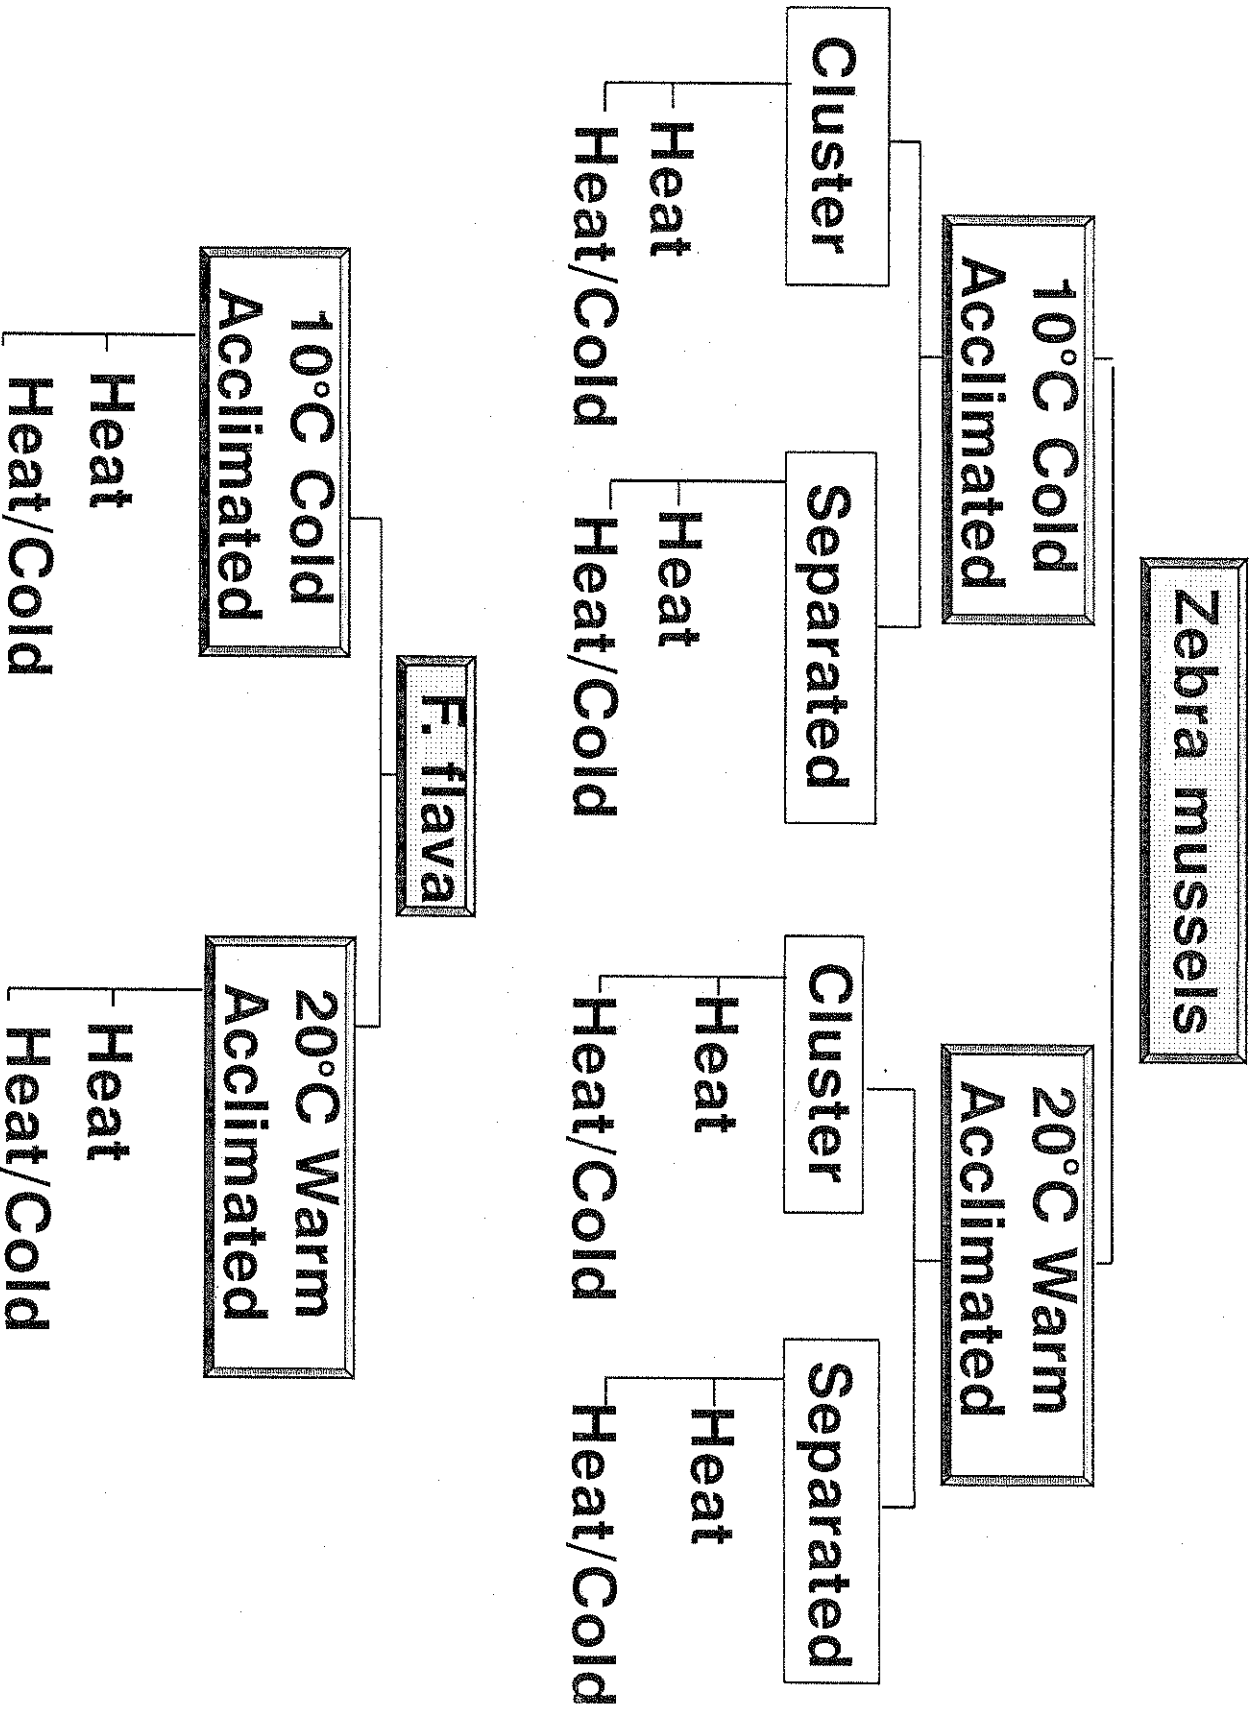 Zebra mussels
10°C Cold
Acclimated
20°C Warm
Acclimated
Cluster
Separated
Cluster
Separated
Heat
Heat/Cold
Heat
Heat/Cold
Heat
Heat/Cold
Heat
Heat/Cold
F. flava
10°C Cold
Acclimated
20°C Warm
Acclimated
Heat
Heat/Cold
Heat
Heat/Cold